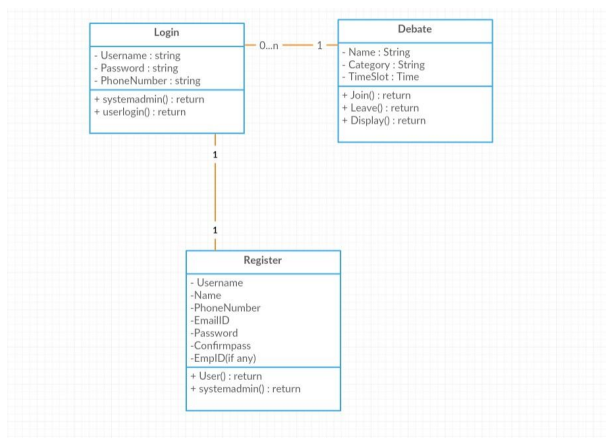 Login
- Username : string
- Password : string
- PhoneNumber : string
+ systemadmin() : return
+ userlogin() : return
0...n
1
Debate
- Name : String
- Category : String
- TimeSlot : Time
+ Join() : return
+ Leave() : return
+ Display() : return
1
1
Register
- Username
-Name
-PhoneNumber
-EmailID
-Password
-Confirmpass
-EmpID(if any)
+ User() : return
+ systemadmin() : return